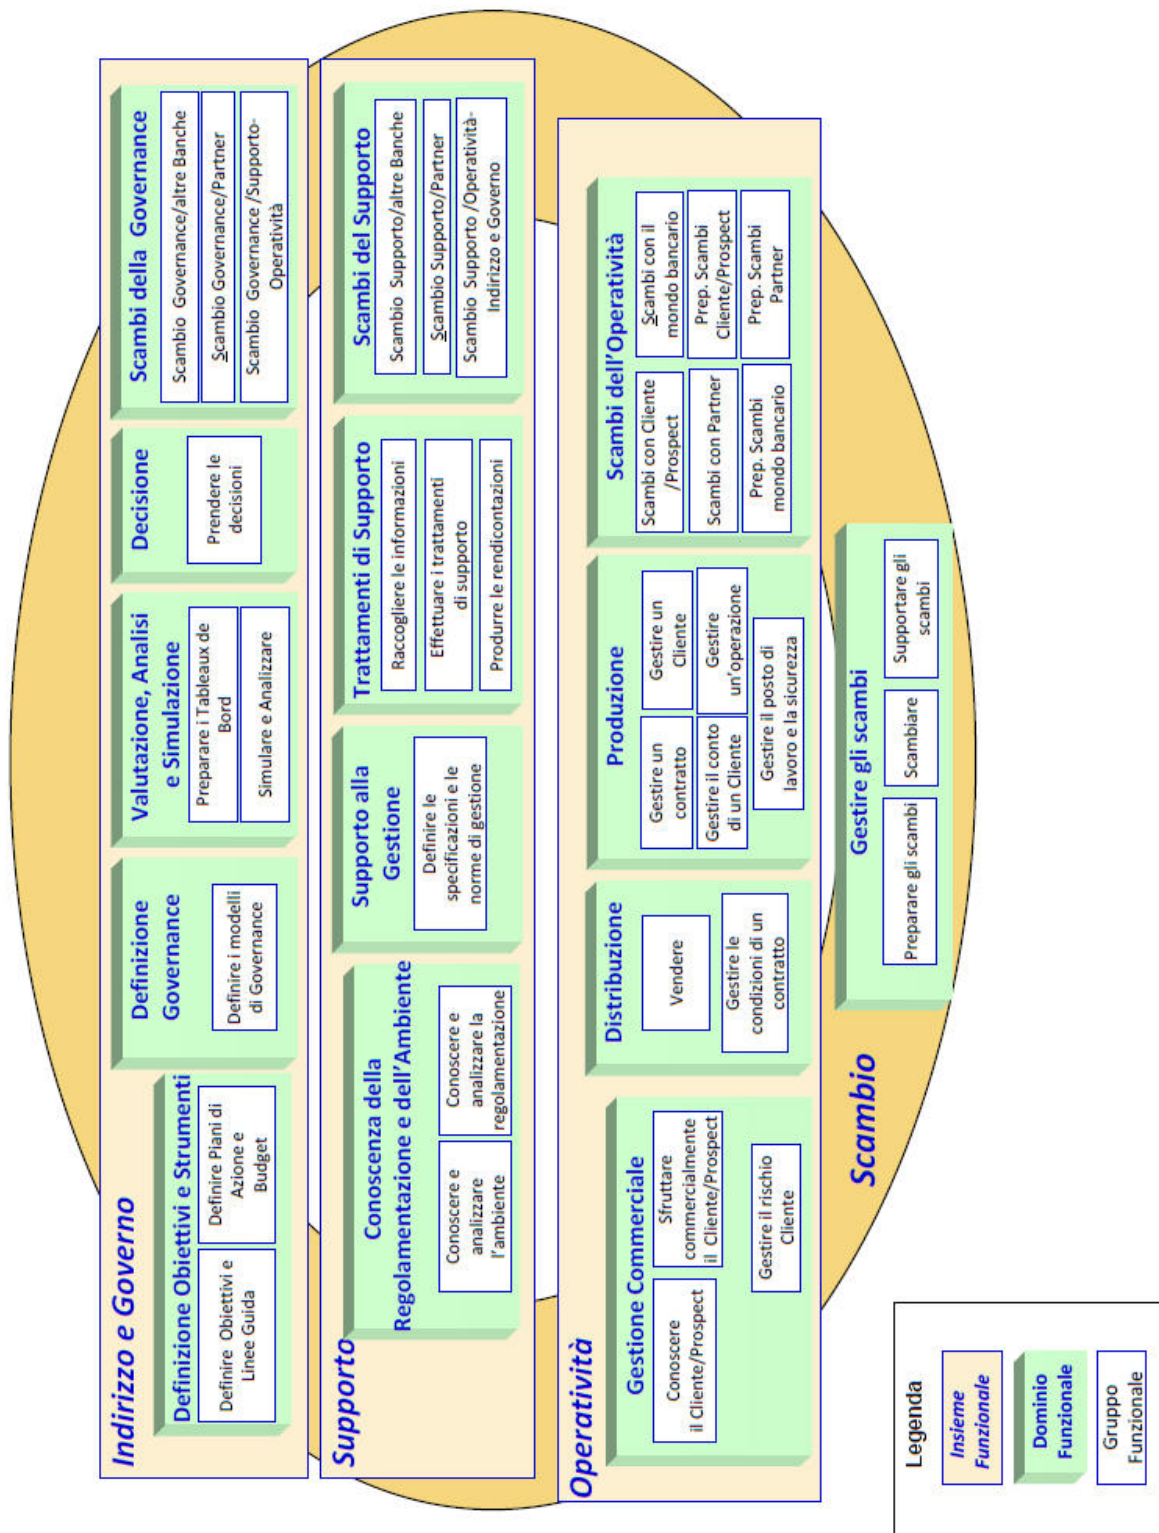 Indirizzo e Governo
Definizione Obiettivi e Strumenti
Definire Obiettivi e
Linee Guida
Definire Piani di
Azione e
Budget
Definizione
Governance
Definire i modelli
di Governance
Valutazione, Analisi
e Simulazione
Preparare i Tableaux de
Bord
Simulare e Analizzare
Decisione
Prendere le
decisioni
Scambi della Governance
Scambio Governance/altre Banche
Scambio Governance/Partner
Scambio Governance /Supporto-
Operatività
Supporto
Conoscenza della
Regolamentazione e dell'Ambiente
Conoscere e
analizzare
l'ambiente
Conoscere e
analizzare la
regolamentazione
Supporto alla
Gestione
Definire le
specificazioni e le
norme di gestione
Trattamenti di Supporto
Raccogliere le informazioni
Effettuare i trattamenti
di supporto
Produrre le rendicontazioni
Scambi del Supporto
Scambio Supporto/altre Banche
Scambio Supporto/Partner
Scambio Supporto /Operatività-
Indirizzo e Governo
Operatività
Gestione Commerciale
Conoscere
il Cliente/Prospect
Sfruttare
commercialmente
il Cliente/Prospect
Gestire il rischio
Cliente
Distribuzione
Vendere
Gestire le
condizioni di un
contratto
Produzione
Gestire un
contratto
Gestire un
Cliente
Gestire il conto
di un Cliente
Gestire
un'operazione
Gestire il posto di
lavoro e la sicurezza
Scambi dell'Operatività
Scambi con Cliente
/Prospect
Scambi con il
mondo bancario
Scambi con Partner
Prep. Scambi
Cliente/Prospect
Prep. Scambi
mondo bancario
Prep. Scambi
Partner
Scambio
Gestire gli scambi
Preparare gli scambi
Scambiare
Supportare gli
scambi
Legenda
Insieme
Funzionale
Dominio
Funzionale
Gruppo
Funzionale